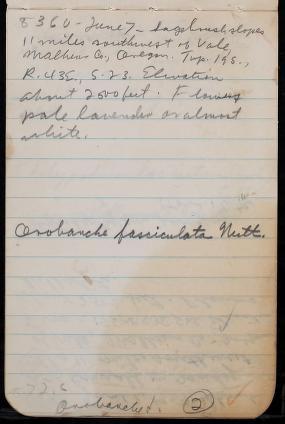 8360 - June 7 - Sagebrush slopes
11 miles southwest of Vale,
Malheur Co., Oregon. Twp. 19S.,
R. 43E, S. 23. Elevation
about 2500 feet. Flowers
pale lavender or almost
white.
Orobanche fasciculata Nutt.
Orobanche
2